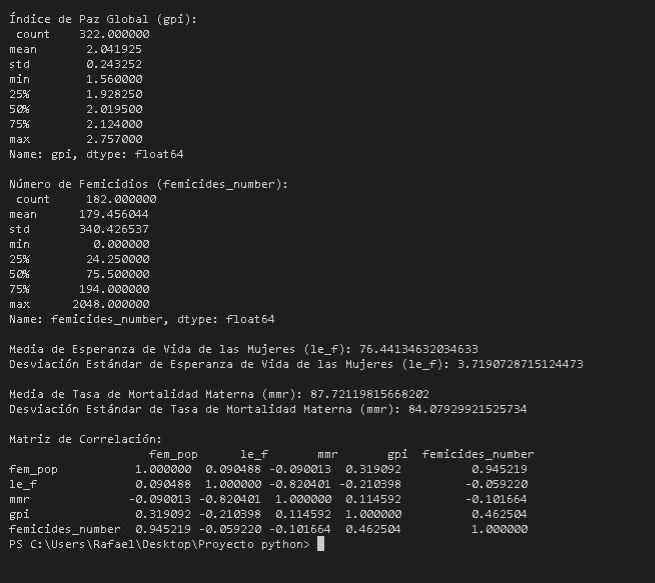 Índice de Paz Global (gpi):
count    322.000000
mean       2.041925
std        0.243252
min        1.560000
25%        1.928250
50%        2.019500
75%        2.124000
max        2.757000
Name: gpi, dtype: float64
Número de Femicidios (femicides_number):
count     182.000000
mean      179.456044
std       340.426537
min         0.000000
25%        24.250000
50%        75.500000
75%       194.000000
max      2048.000000
Name: femicides_number, dtype: float64
Media de Esperanza de Vida de las Mujeres (le_f): 76.44134632034633
Desviación Estándar de Esperanza de Vida de las Mujeres (le_f): 3.7190728715124473
Media de Tasa de Mortalidad Materna (mmr): 87.72119815668202
Desviación Estándar de Tasa de Mortalidad Materna (mmr): 84.07929921525734
Matriz de Correlación:
fem_pop      le_f       mmr       gpi  femicides_number
fem_pop           1.000000  0.090488 -0.090013  0.319092          0.945219
le_f              0.090488  1.000000 -0.820401 -0.210398         -0.059220
mmr              -0.090013 -0.820401  1.000000  0.114592         -0.101664
gpi               0.319092 -0.210398  0.114592  1.000000          0.462504
femicides_number  0.945219 -0.059220 -0.101664  0.462504          1.000000
PS C:\Users\Rafael\Desktop\Proyecto python>